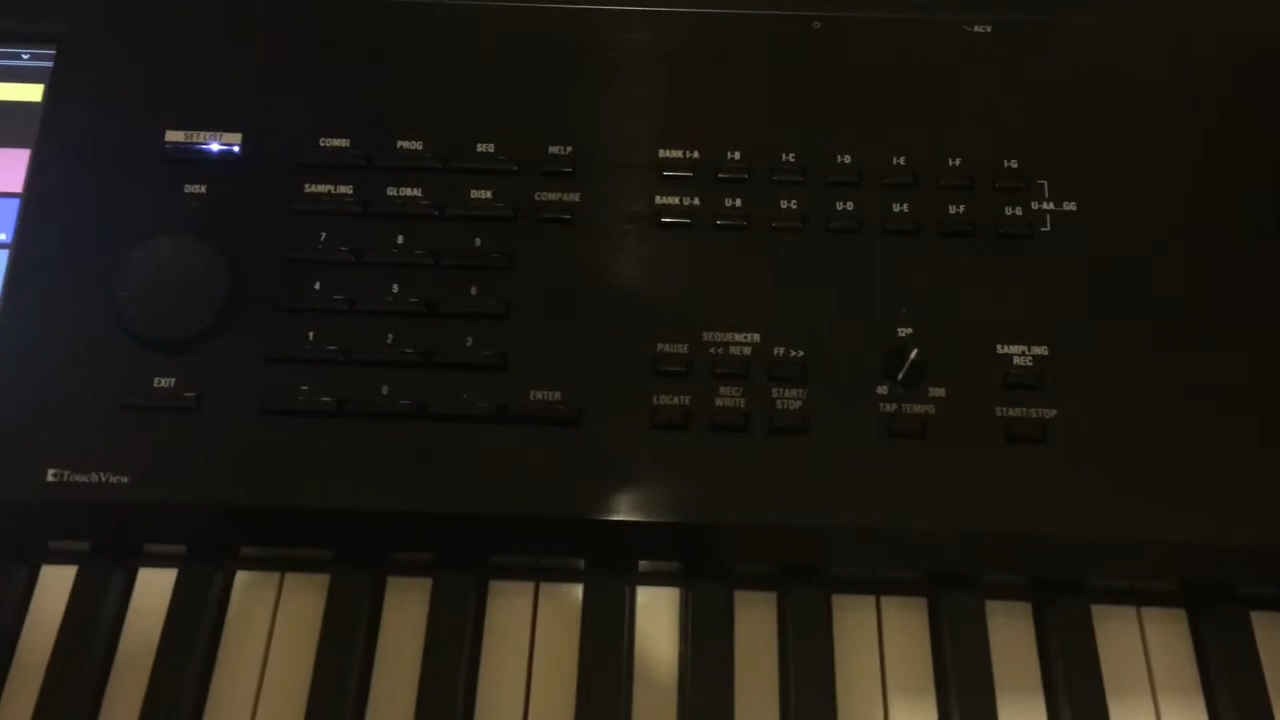 ACV
SET LIST
COMBI PROG SEQ HELP
BANK I-A I-B I-C I-D I-E I-F I-G
DISK
SAMPLING GLOBAL DISK COMPARE
BANK U-A U-B U-C U-D U-E U-F U-G U-AA...GG
7 8 9
4 5 6
1 2 3
- 0 .
EXIT
ENTER
SEQUENCER
PAUSE << REW FF >>
LOCATE REC/ WRITE START/ STOP
120
40 300
TAP TEMPO
SAMPLING
REC
START/STOP
TouchView